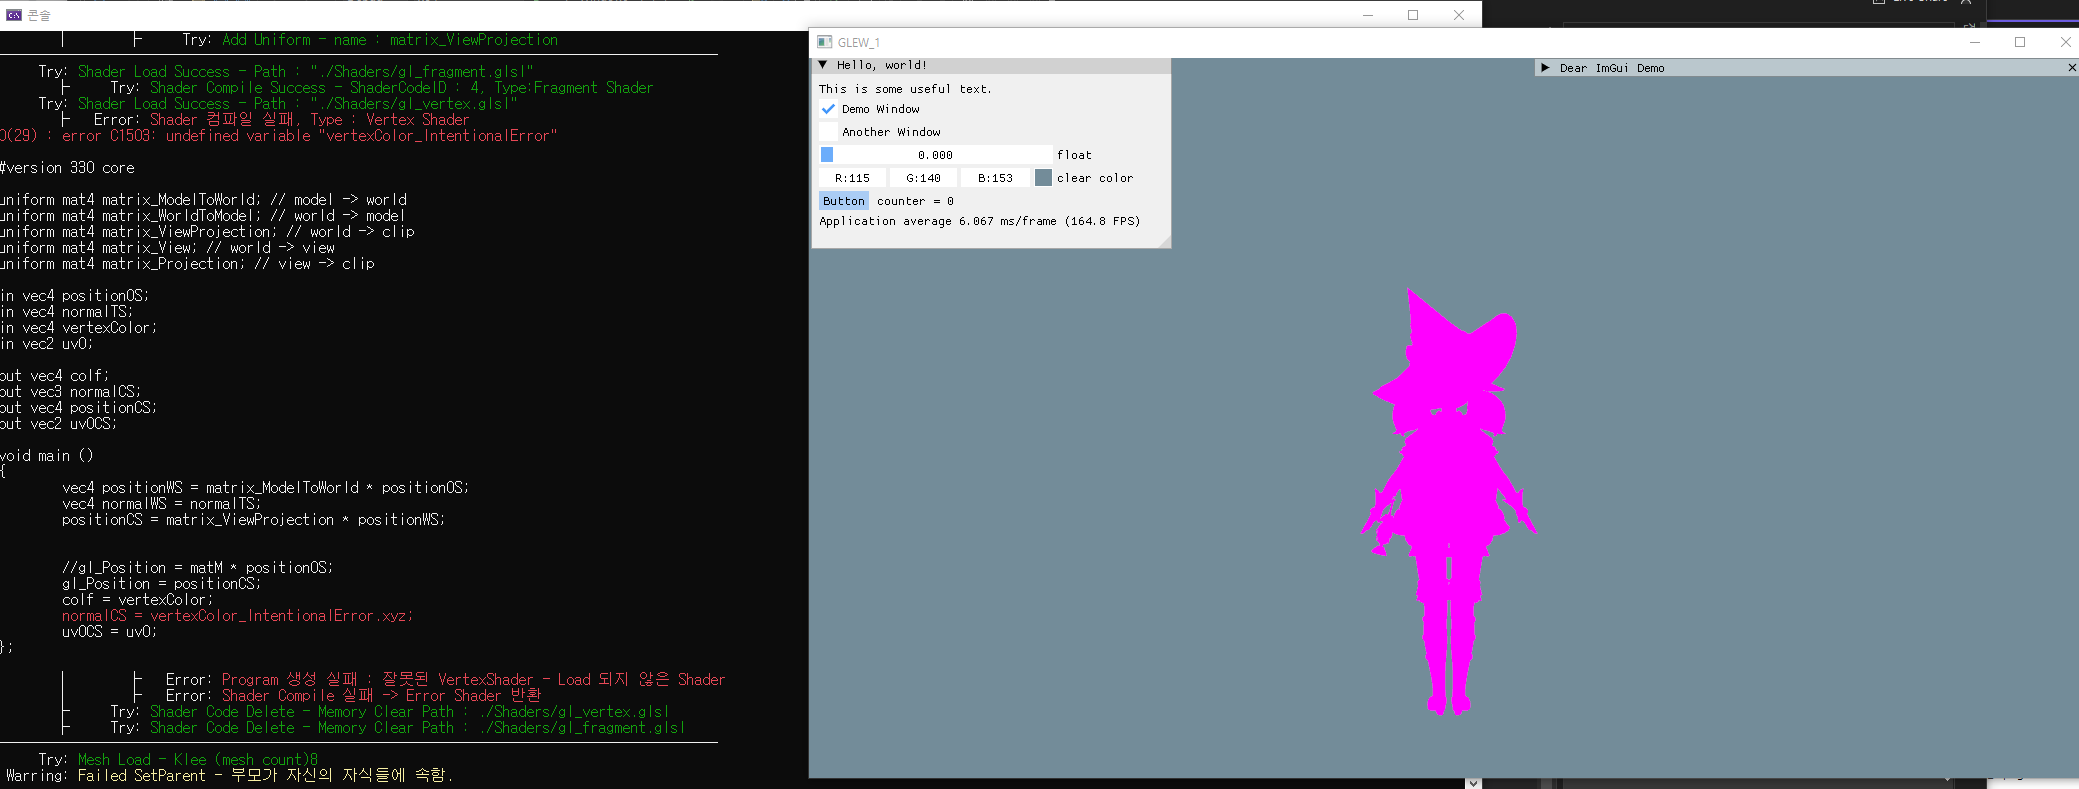 콘솔
Try: Add Uniform - name : matrix_ViewProjection
Try: Shader Load Success - Path : "./Shaders/gl_fragment.glsl"
Try: Shader Compile Success - ShaderCodeID : 4, Type:Fragment Shader
Try: Shader Load Success - Path : "./Shaders/gl_vertex.glsl"
Error: Shader 컴파일 실패, Type : Vertex Shader
0(29) : error C1503: undefined variable "vertexColor_IntentionalError"
#version 330 core
uniform mat4 matrix_ModelToWorld; // model -> world
uniform mat4 matrix_WorldToModel; // world -> model
uniform mat4 matrix_ViewProjection; // world -> clip
uniform mat4 matrix_View; // world -> view
uniform mat4 matrix_Projection; // view -> clip
in vec4 positionOS;
in vec4 normalTS;
in vec4 vertexColor;
in vec2 uv0;
out vec4 colf;
out vec3 normalCS;
out vec4 positionCS;
out vec2 uv0CS;
void main ()
{
vec4 positionWS = matrix_ModelToWorld * positionOS;
vec4 normalWS = normalTS;
positionCS = matrix_ViewProjection * positionWS;
//gl_Position = matM * positionOS;
gl_Position = positionCS;
colf = vertexColor;
normalCS = vertexColor_IntentionalError.xyz;
uv0CS = uv0;
};
Error: Program 생성 실패 : 잘못된 VertexShader - Load 되지 않은 Shader
Error: Shader Compile 실패 -> Error Shader 반환
Try: Shader Code Delete - Memory Clear Path : ./Shaders/gl_vertex.glsl
Try: Shader Code Delete - Memory Clear Path : ./Shaders/gl_fragment.glsl
Try: Mesh Load - Klee (mesh count)8
Warring: Failed SetParent - 부모가 자신의 자식들에 속함.
GLEW_1
Hello, world!
This is some useful text.
Demo Window
Another Window
0.000 float
R:115 G:140 B:153 clear color
Button counter = 0
Application average 6.067 ms/frame (164.8 FPS)
Dear ImGui Demo